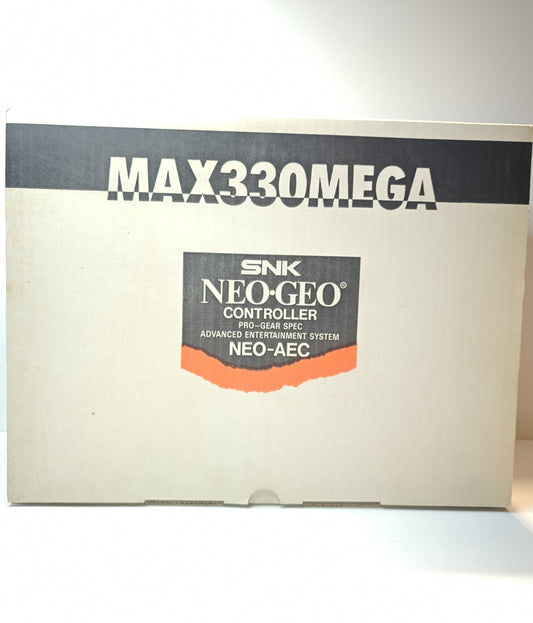 MAX330MEGA
SNK
NEO·GEO®
CONTROLLER
PRO-GEAR SPEC
ADVANCED ENTERTAINMENT SYSTEM
NEO-AEC